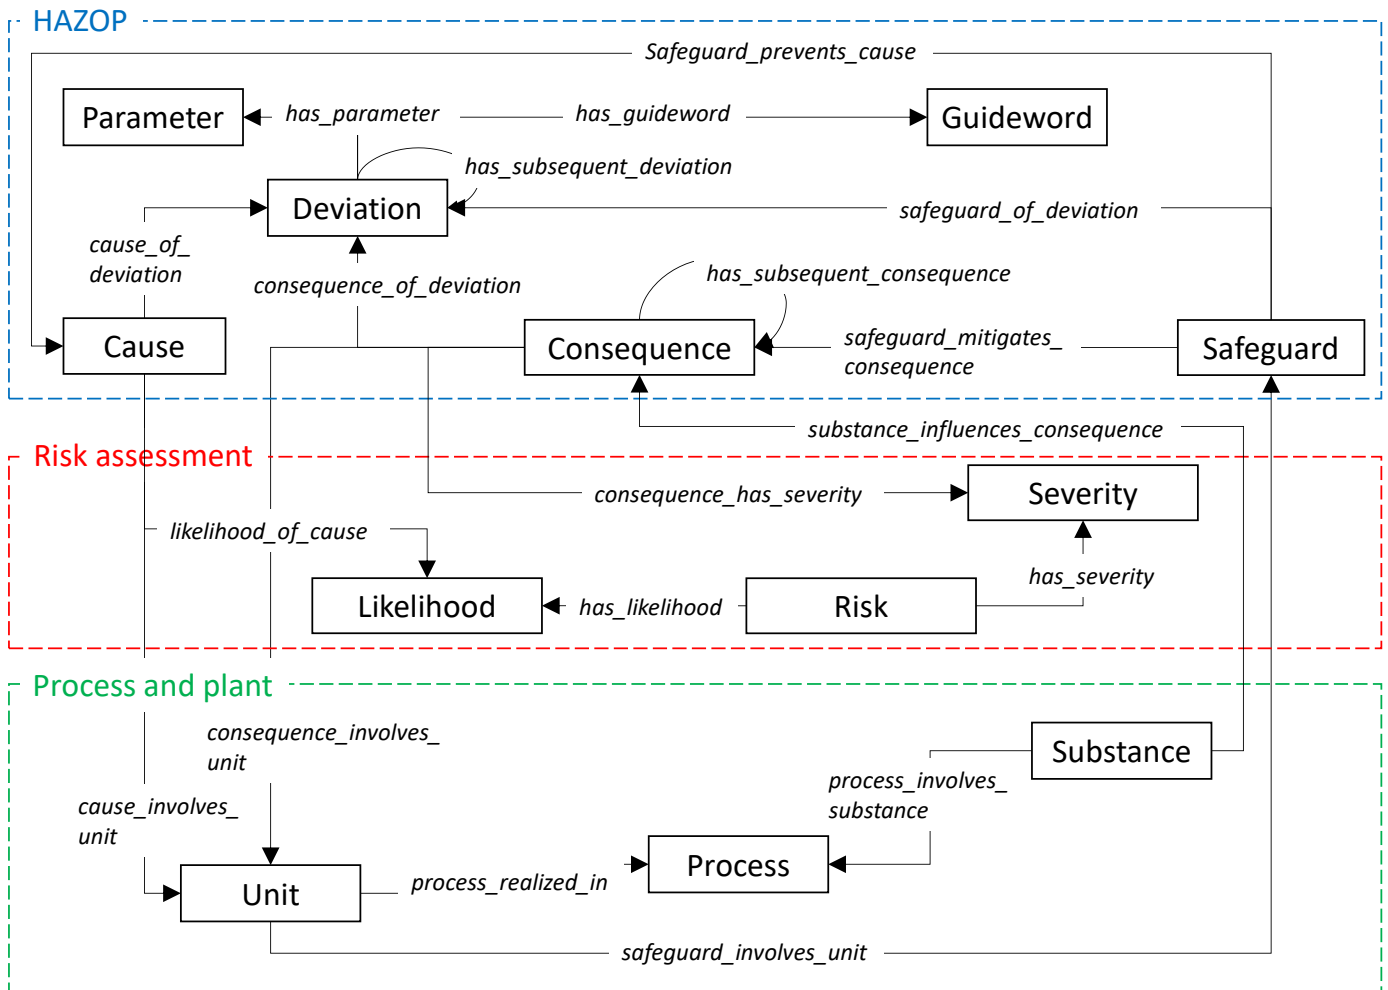 HAZOP
Safeguard_prevents_cause
Parameter
has_parameter
has_guideword
Guideword
has_subsequent_deviation
Deviation
safeguard_of_deviation
cause_of_
deviation
consequence_of_deviation
has_subsequent_consequence
Cause
Consequence
safeguard_mitigates_
consequence
Safeguard
substance_influences_consequence
Risk assessment
consequence_has_severity
Severity
likelihood_of_cause
has_severity
Likelihood
has_likelihood
Risk
Process and plant
consequence_involves_
unit
Substance
process_involves_
substance
cause_involves_
unit
Process
Unit
process_realized_in
safeguard_involves_unit